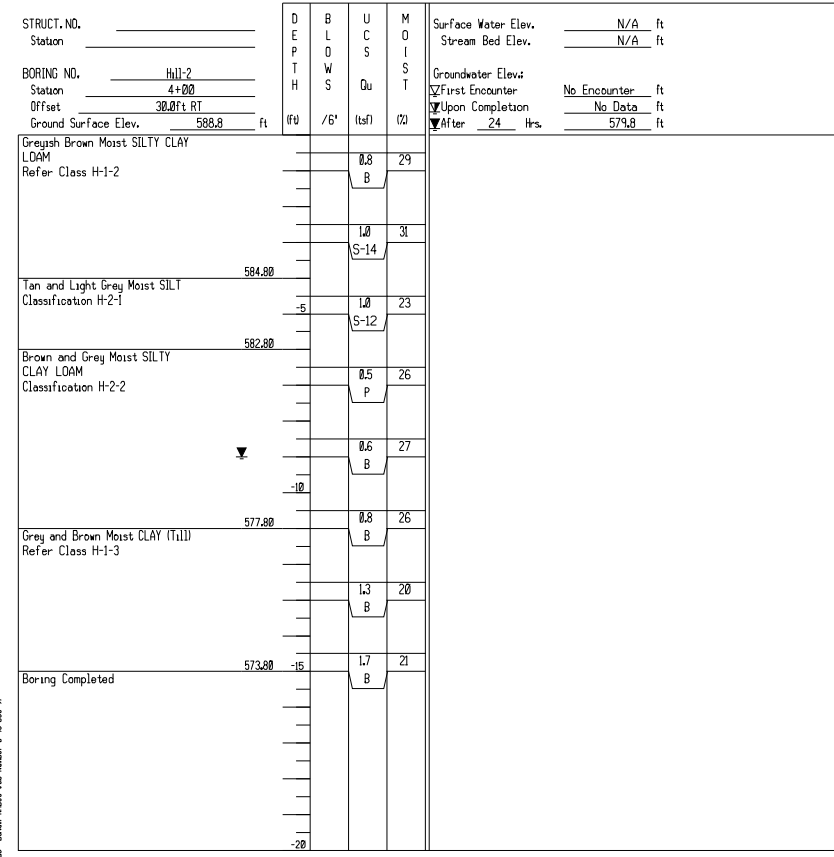 STRUCT. NO.
Station
BORING NO. Hill-2
Station 4+00
Offset 30.0ft RT
Ground Surface Elev. 588.8 ft
DEPTH (ft)
BLOWS /6"
UCS Qu (tsf)
MOIST (%)
Surface Water Elev. N/A ft
Stream Bed Elev. N/A ft
Groundwater Elev.:
First Encounter No Encounter ft
Upon Completion No Data ft
After 24 Hrs. 579.8 ft
Greyish Brown Moist SILTY CLAY
LOAM
Refer Class H-1-2
0.8 29
B
1.0 31
S-14
584.80
Tan and Light Grey Moist SILT
Classification H-2-1
-5 1.0 23
S-12
582.80
Brown and Grey Moist SILTY
CLAY LOAM
Classification H-2-2
0.5 26
P
0.6 27
B
-10
577.80 0.8 26
B
Grey and Brown Moist CLAY (Till)
Refer Class H-1-3
1.3 20
B
573.80 -15 1.7 21
B
Boring Completed
-20